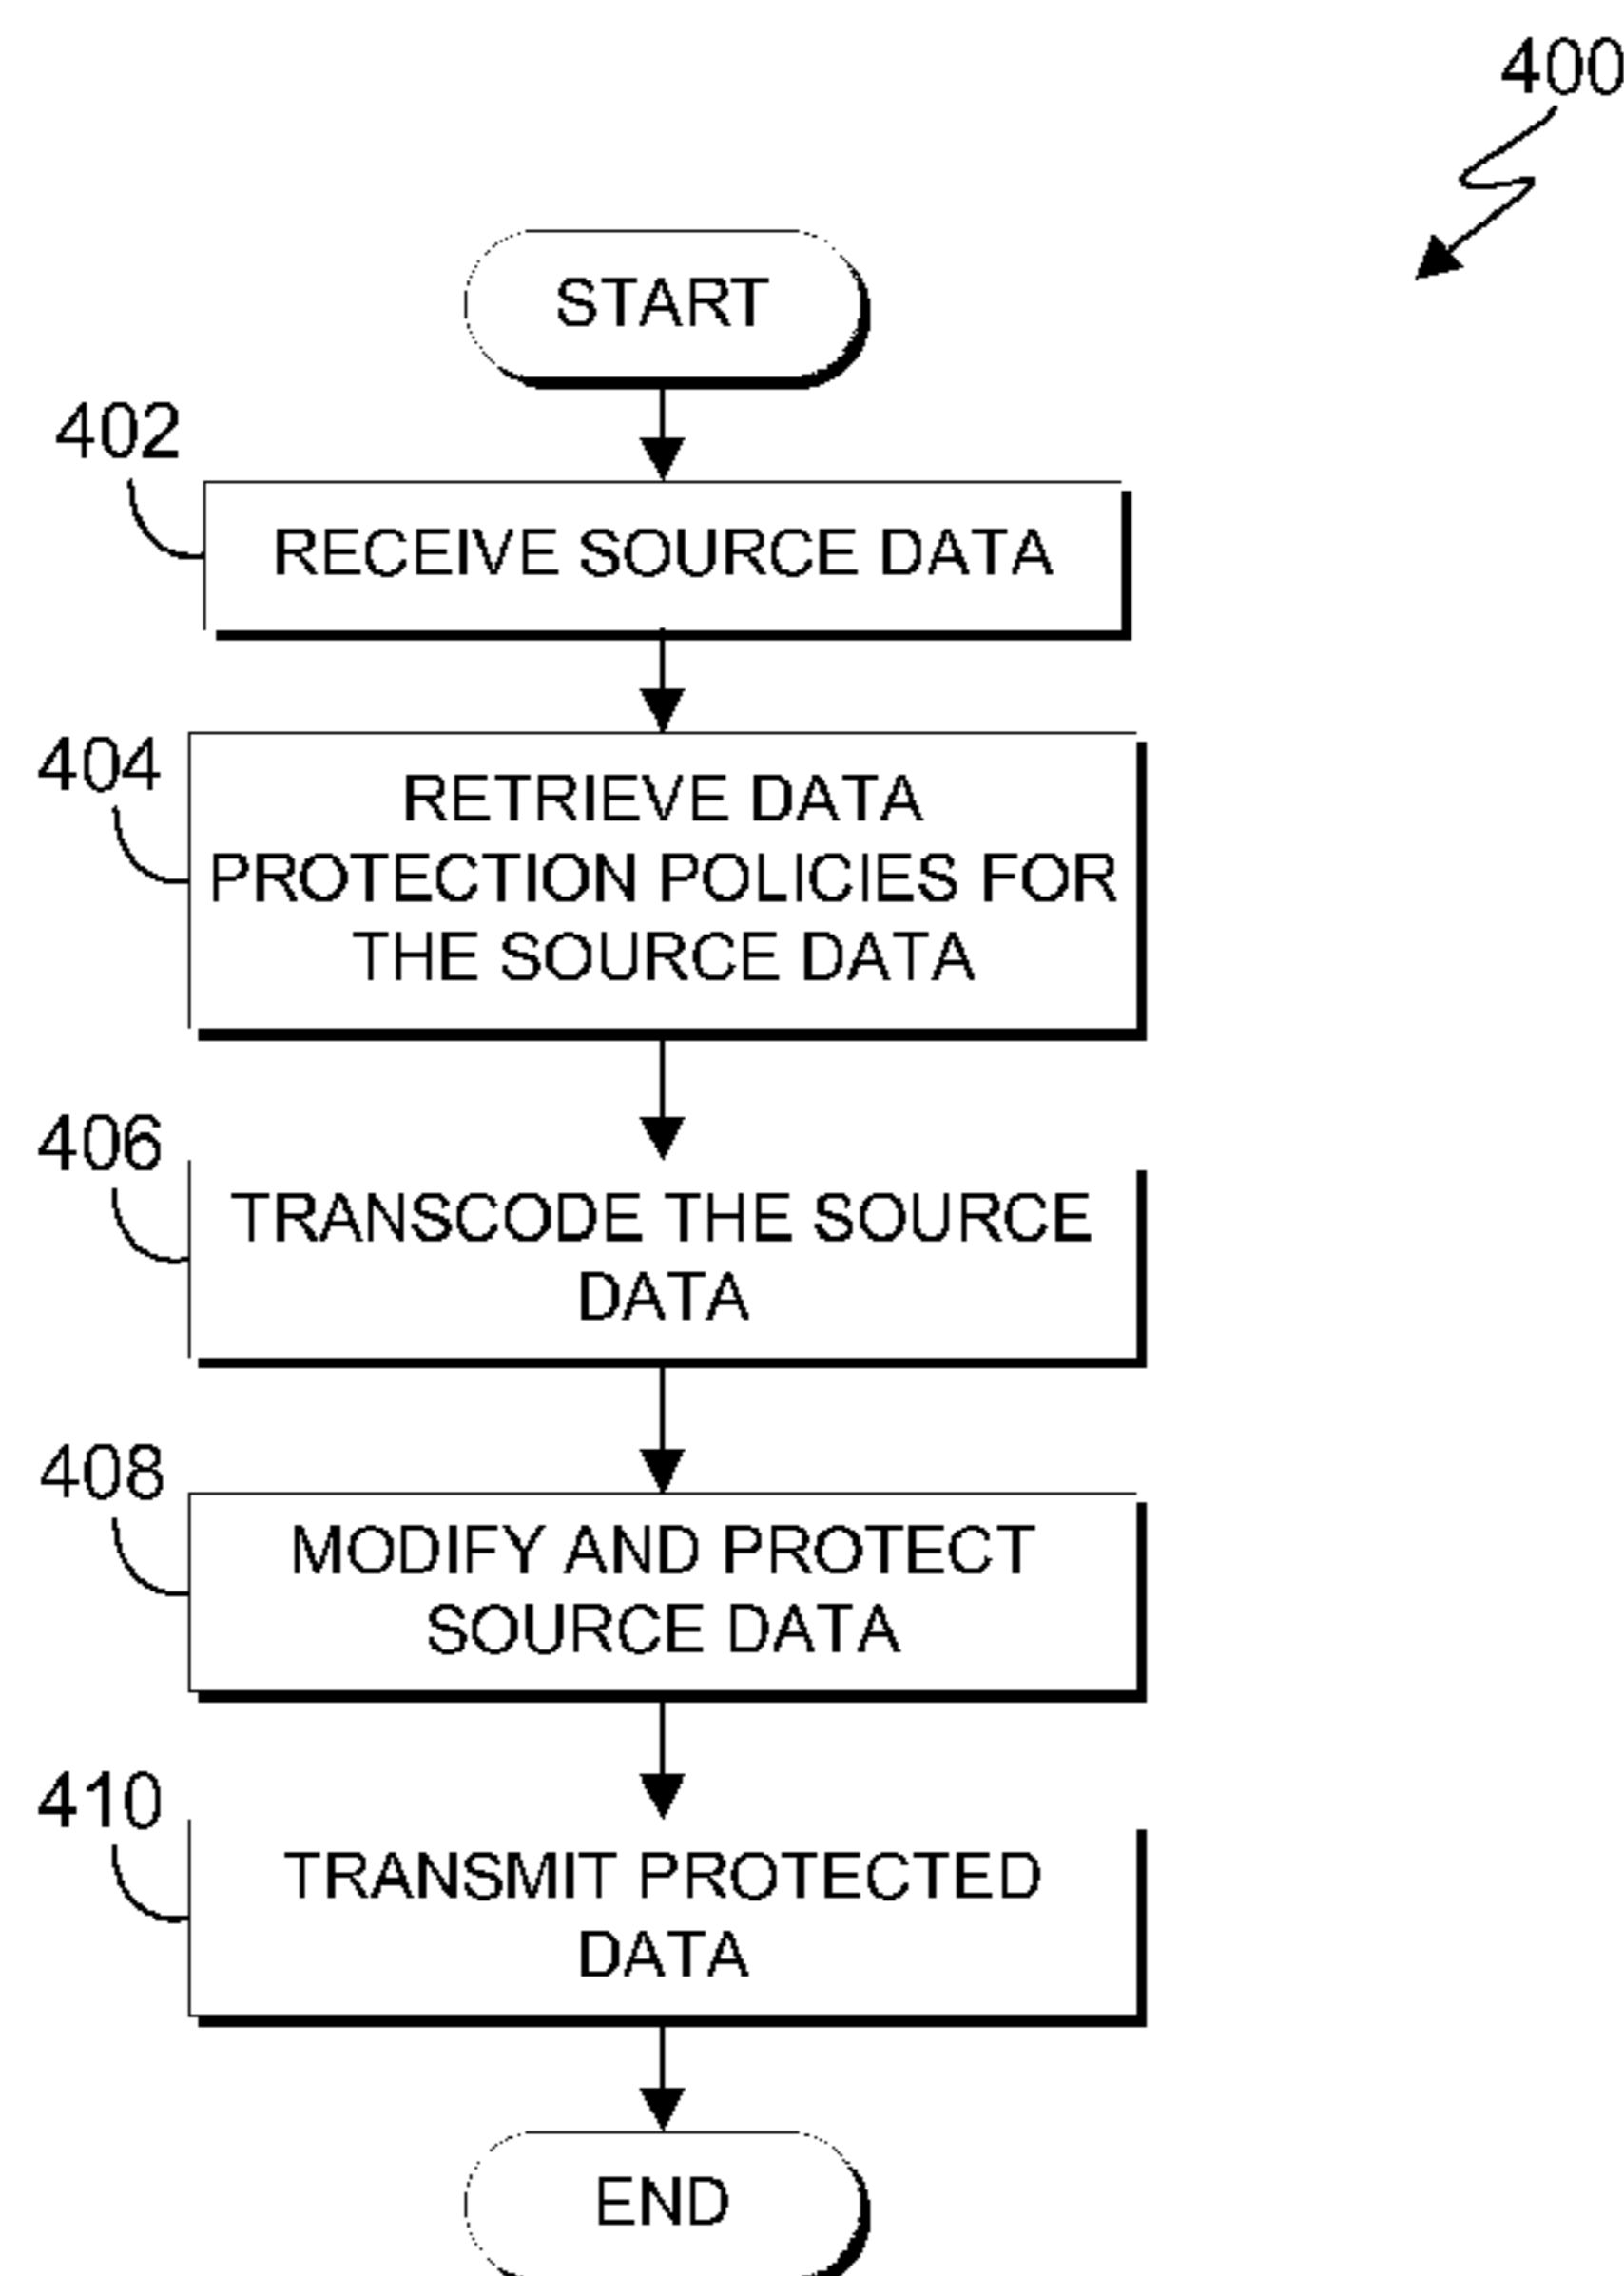 400
START
402
RECEIVE SOURCE DATA
404
RETRIEVE DATA
PROTECTION POLICIES FOR
THE SOURCE DATA
406
TRANSCODE THE SOURCE
DATA
408
MODIFY AND PROTECT
SOURCE DATA
410
TRANSMIT PROTECTED
DATA
END